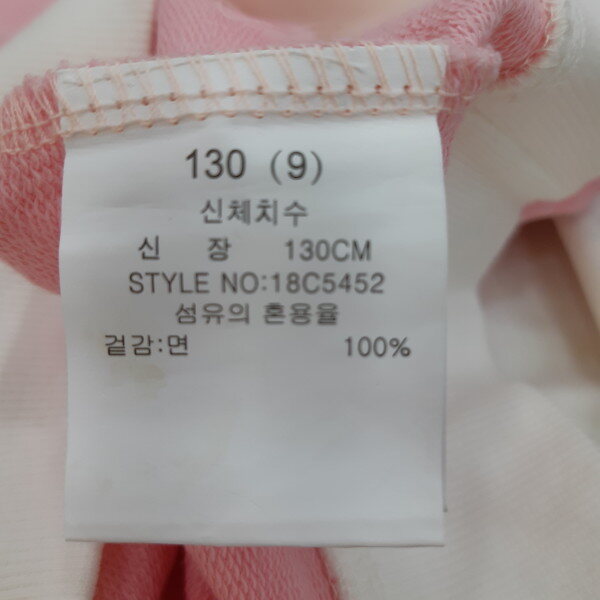 130 (9)
신체치수
신 장 130CM
STYLE NO:18C5452
섬유의 혼용율
겉감:면 100%